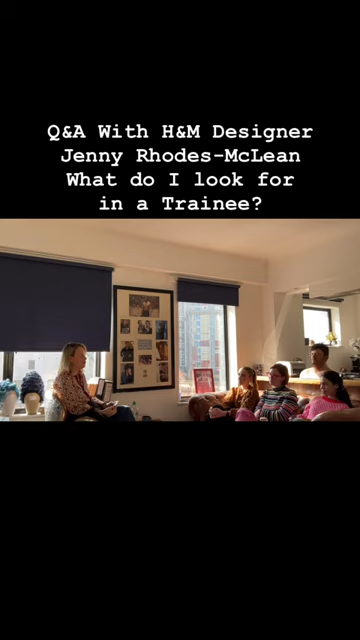 Q&A With H&M Designer
Jenny Rhodes-McLean
What do I look for
in a Trainee?